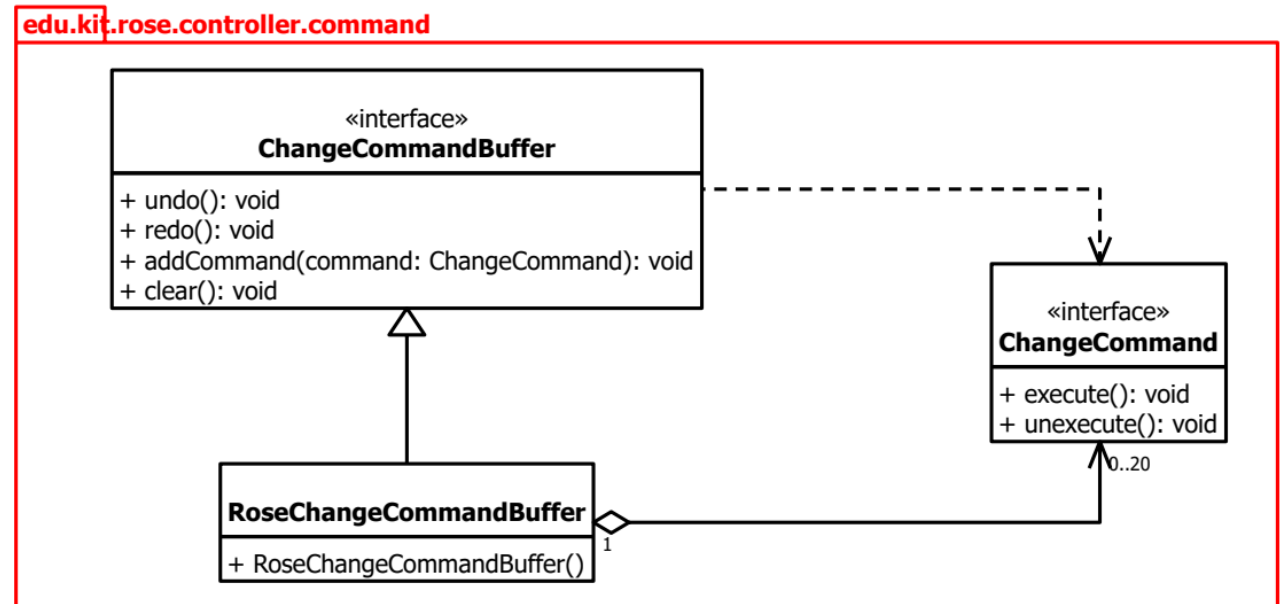 edu.kit.rose.controller.command
«interface»
ChangeCommandBuffer
+ undo(): void
+ redo(): void
+ addCommand(command: ChangeCommand): void
+ clear(): void
«interface»
ChangeCommand
+ execute(): void
+ unexecute(): void
0..20
RoseChangeCommandBuffer
1
+ RoseChangeCommandBuffer()